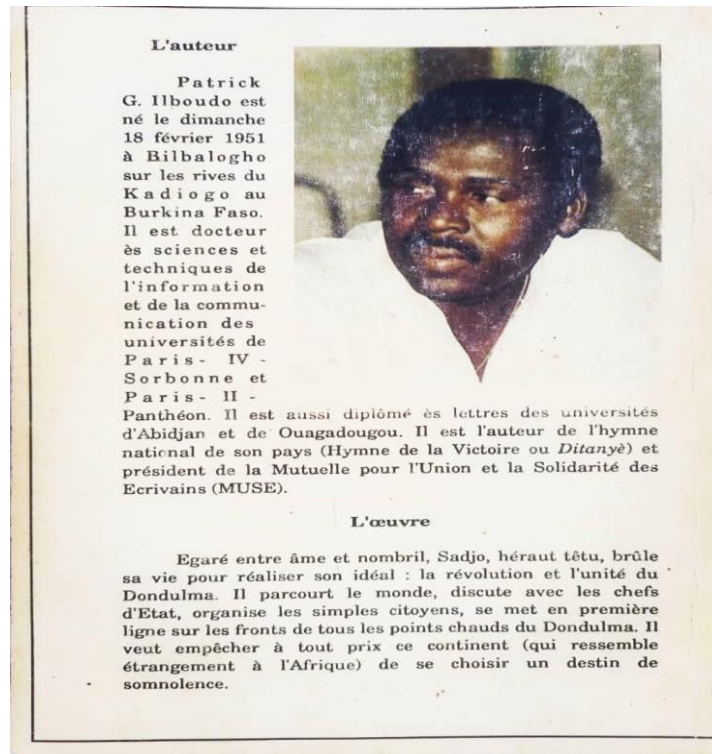 L'auteur
Patrick
G. Ilboudo est
né le dimanche
18 février 1951
à Bilbalogho
sur les rives du
Kadiogo au
Burkina Faso.
Il est docteur
ès sciences et
techniques de
l'information
et de la commu-
nication des
universités de
Paris- IV -
Sorbonne et
Paris- II -
Panthéon. Il est aussi diplômé ès lettres des universités
d'Abidjan et de Ouagadougou. Il est l'auteur de l'hymne
national de son pays (Hymne de la Victoire ou Ditanyè) et
président de la Mutuelle pour l'Union et la Solidarité des
Ecrivains (MUSE).
L'œuvre
Egaré entre âme et nombril, Sadjo, héraut têtu, brûle
sa vie pour réaliser son idéal : la révolution et l'unité du
Dondulma. Il parcourt le monde, discute avec les chefs
d'Etat, organise les simples citoyens, se met en première
ligne sur les fronts de tous les points chauds du Dondulma. Il
veut empêcher à tout prix ce continent (qui ressemble
étrangement à l'Afrique) de se choisir un destin de
somnolence.